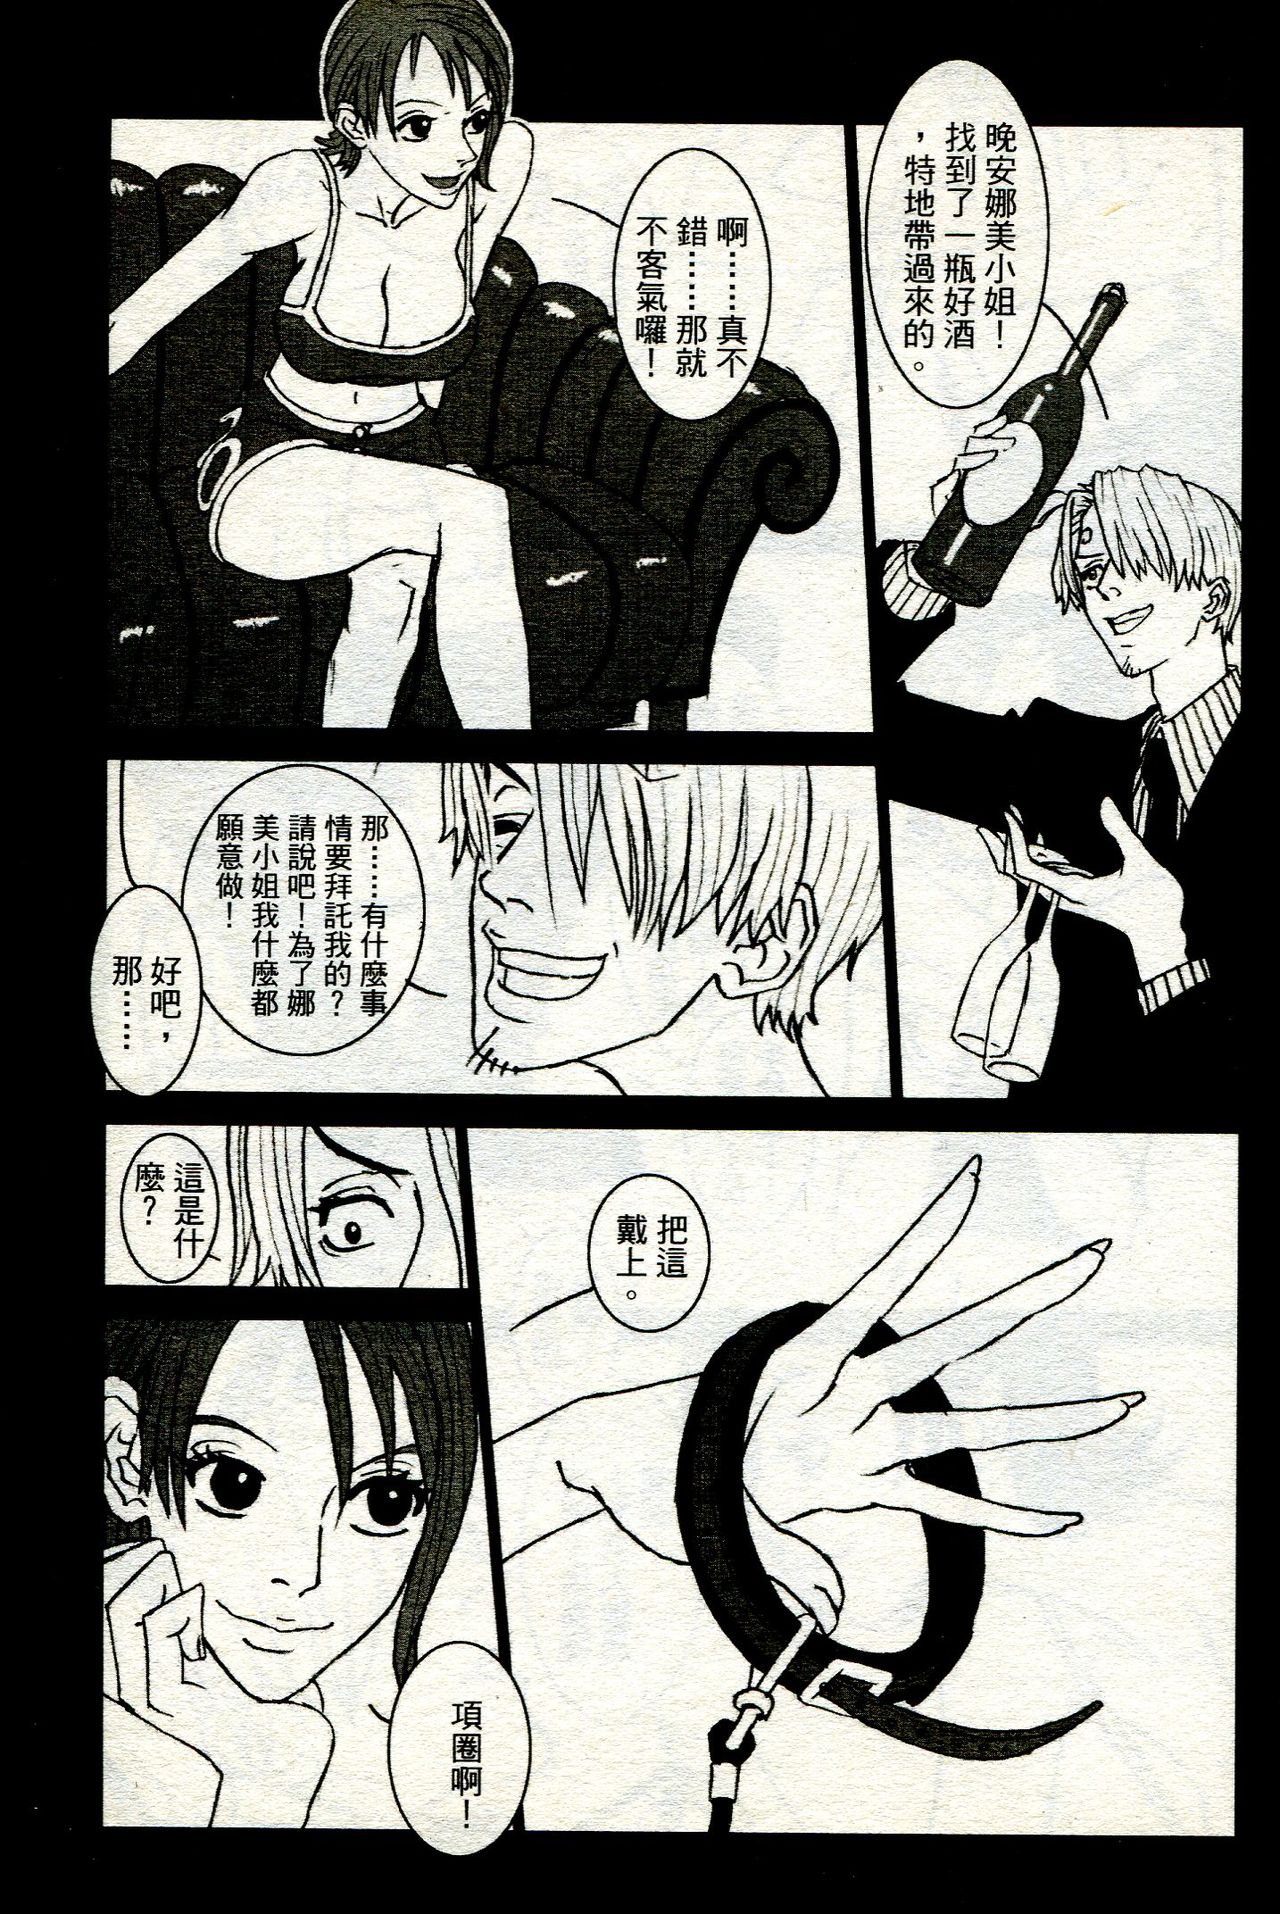 晚安娜美小姐！
找到了一瓶好酒
，特地帶過來的。
啊……真不
錯……那就
不客氣囉！
那……有什麼事
情要拜託我的？
請說吧！為了娜
美小姐我什麼都
願意做！
好吧，
那……
把這
戴上。
這是什
麼？
項圈啊！